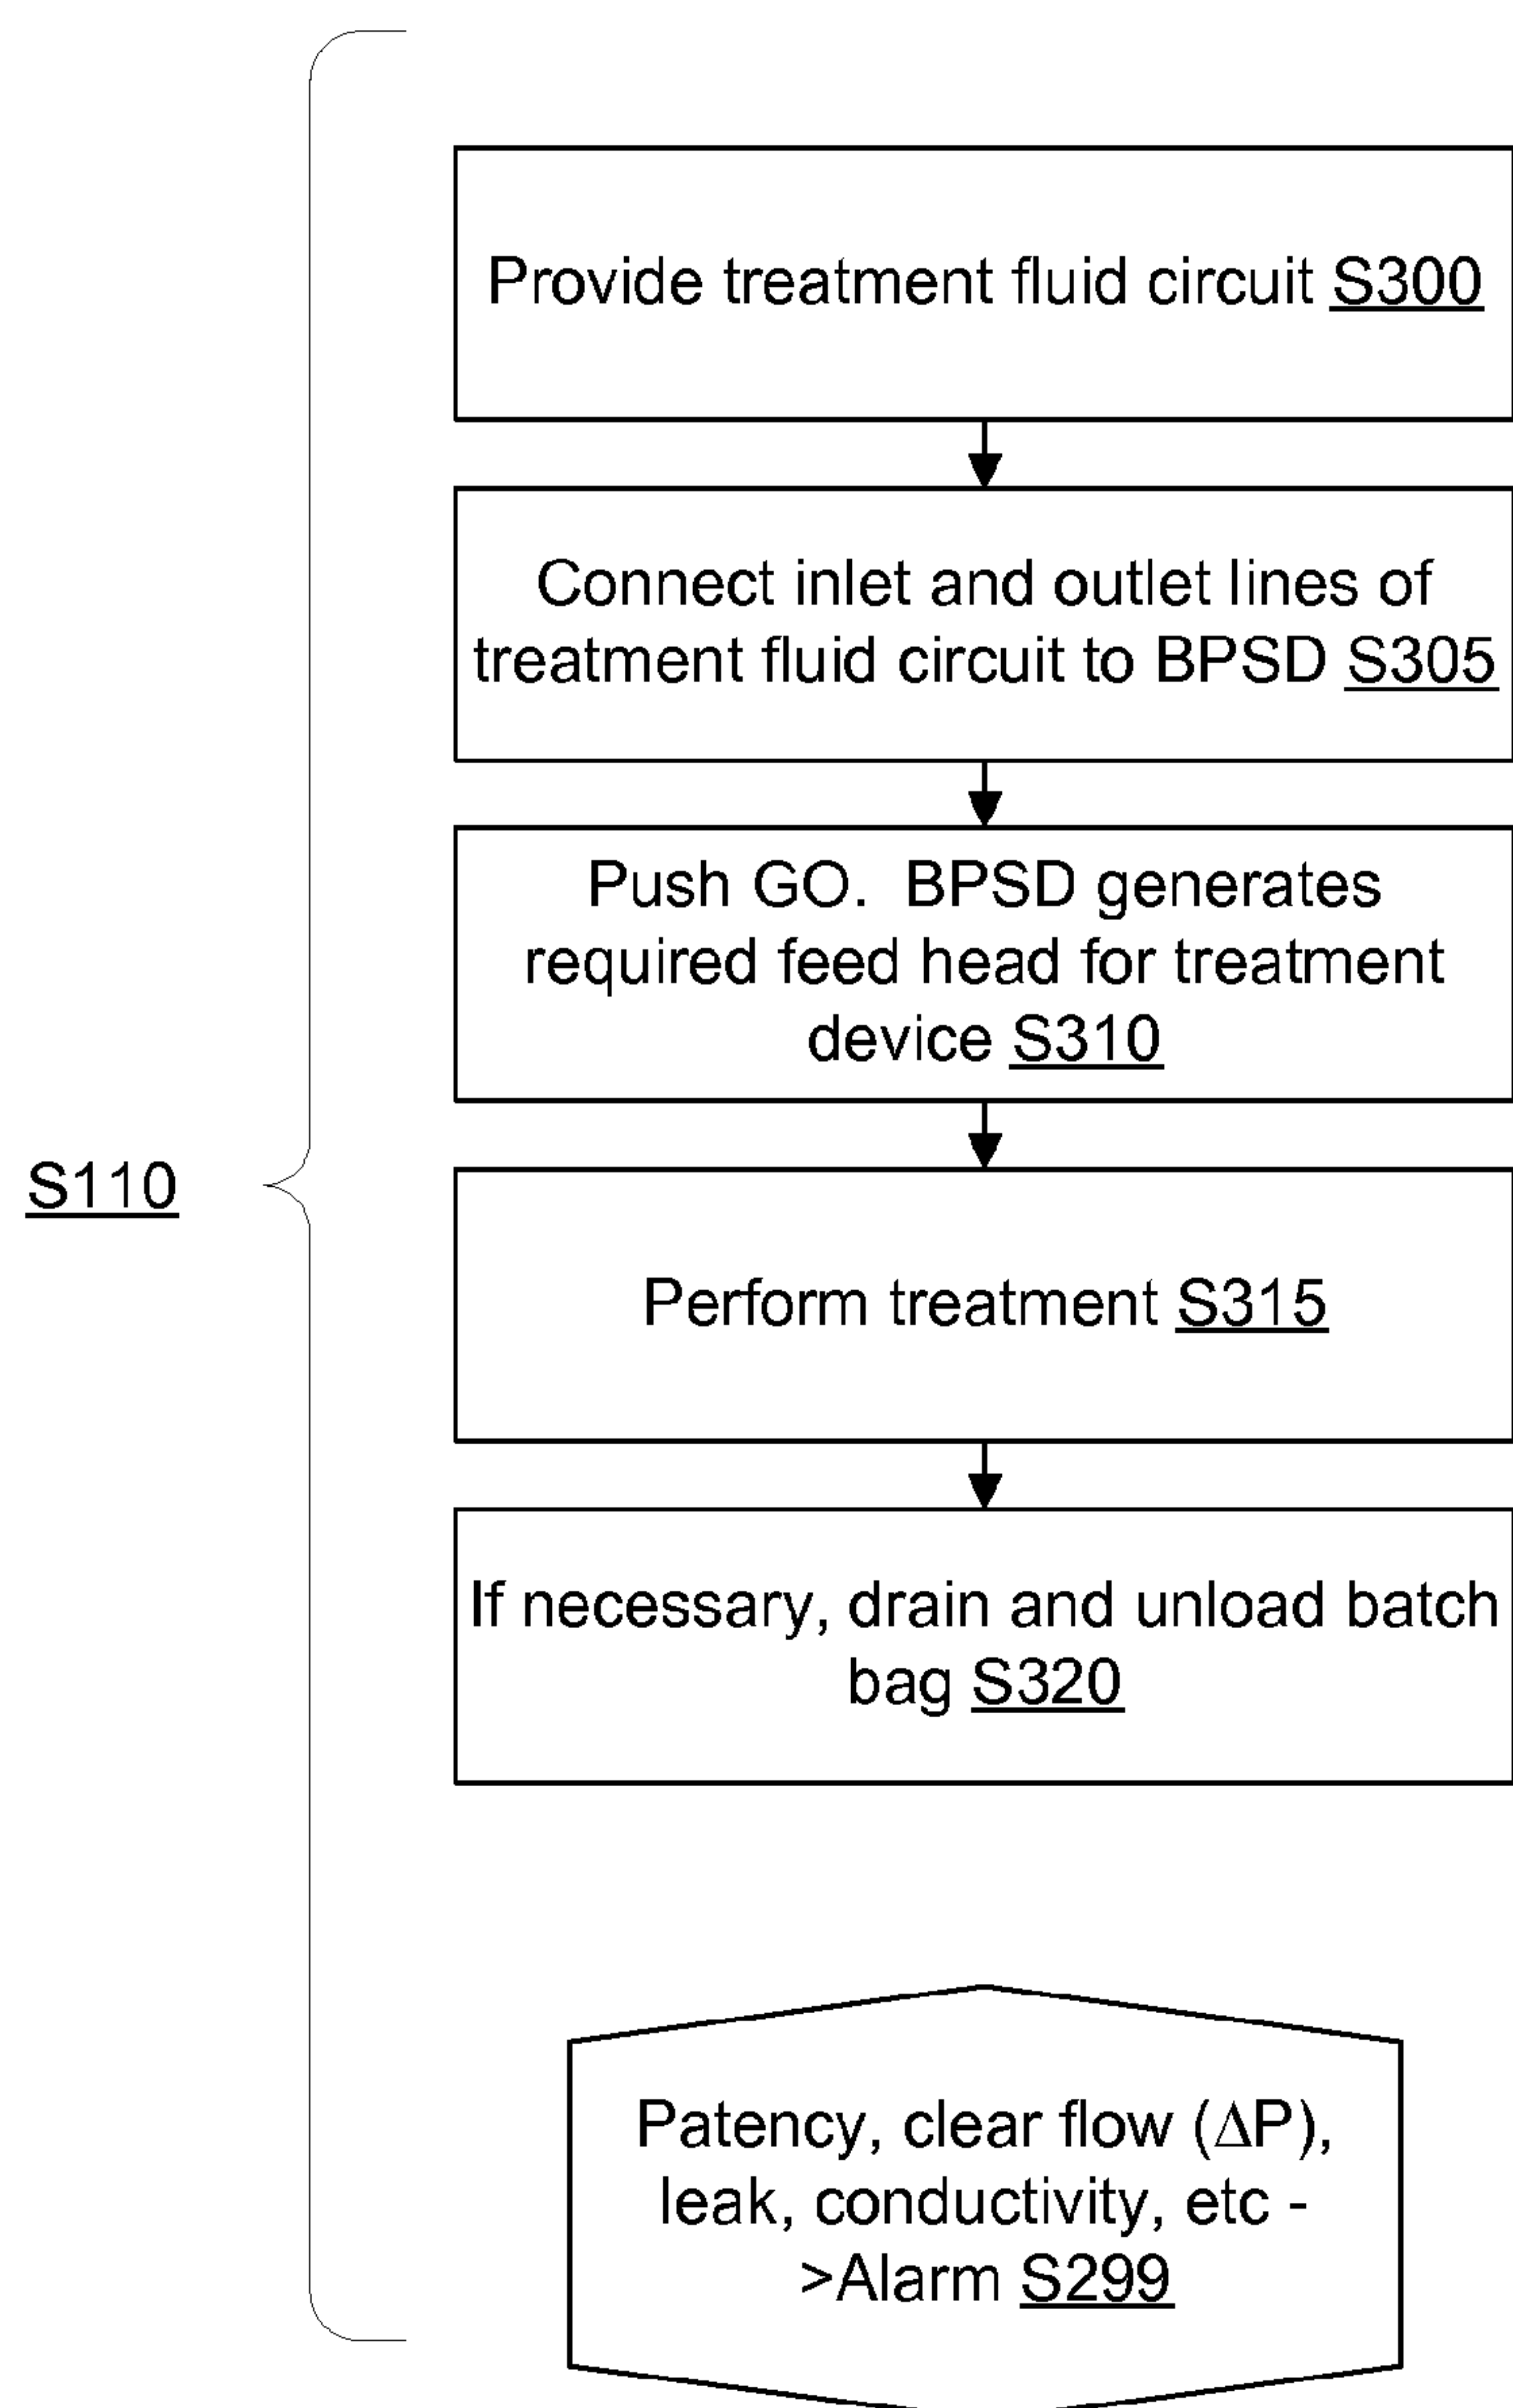 Provide treatment fluid circuit S300
Connect inlet and outlet lines of
treatment fluid circuit to BPSD S305
Push GO. BPSD generates
required feed head for treatment
device S310
S110
Perform treatment S315
If necessary, drain and unload batch
bag S320
Patency, clear flow (ΔP),
leak, conductivity, etc -
>Alarm S299